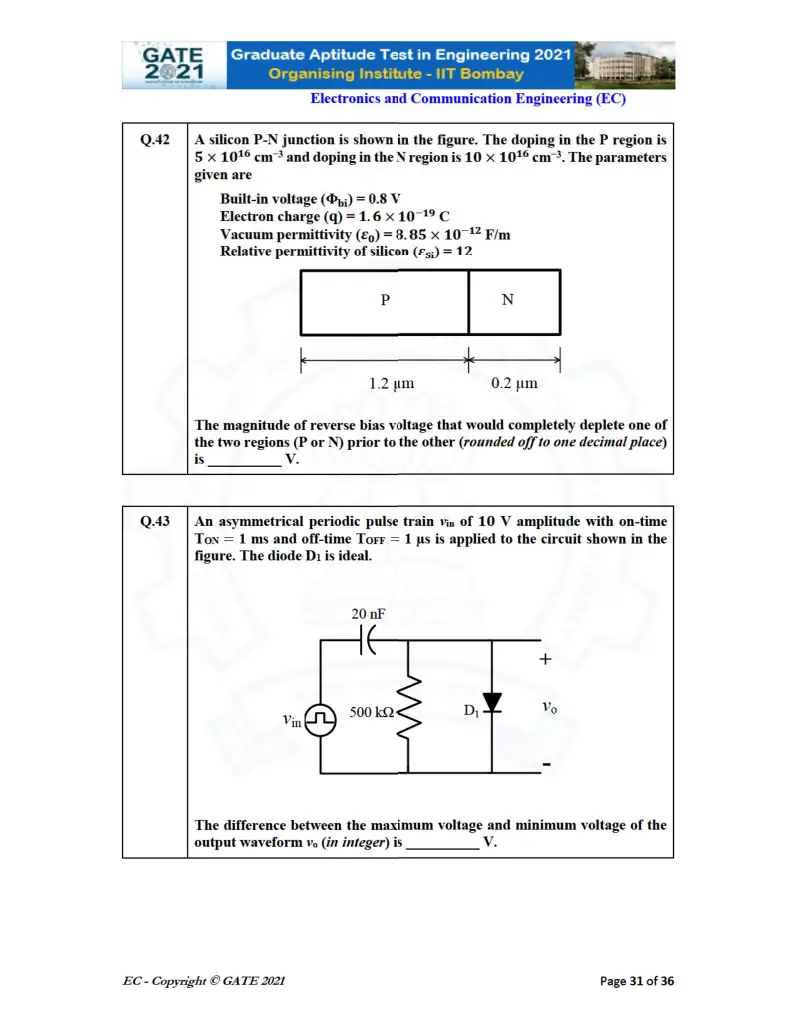 GATE 2021
Graduate Aptitude Test in Engineering 2021
Organising Institute - IIT Bombay
Electronics and Communication Engineering (EC)
Q.42
A silicon P-N junction is shown in the figure. The doping in the P region is
5 × 10¹⁶ cm⁻³ and doping in the N region is 10 × 10¹⁶ cm⁻³. The parameters
given are
Built-in voltage (Φbi) = 0.8 V
Electron charge (q) = 1.6 × 10⁻¹⁹ C
Vacuum permittivity (ε₀) = 8.85 × 10⁻¹² F/m
Relative permittivity of silicon (εSi) = 12
P N
1.2 μm 0.2 μm
The magnitude of reverse bias voltage that would completely deplete one of
the two regions (P or N) prior to the other (rounded off to one decimal place)
is __________ V.
Q.43
An asymmetrical periodic pulse train vin of 10 V amplitude with on-time
TON = 1 ms and off-time TOFF = 1 μs is applied to the circuit shown in the
figure. The diode D1 is ideal.
20 nF
+
vin 500 kΩ D1 vo
-
The difference between the maximum voltage and minimum voltage of the
output waveform vo (in integer) is __________ V.
EC - Copyright © GATE 2021 Page 31 of 36